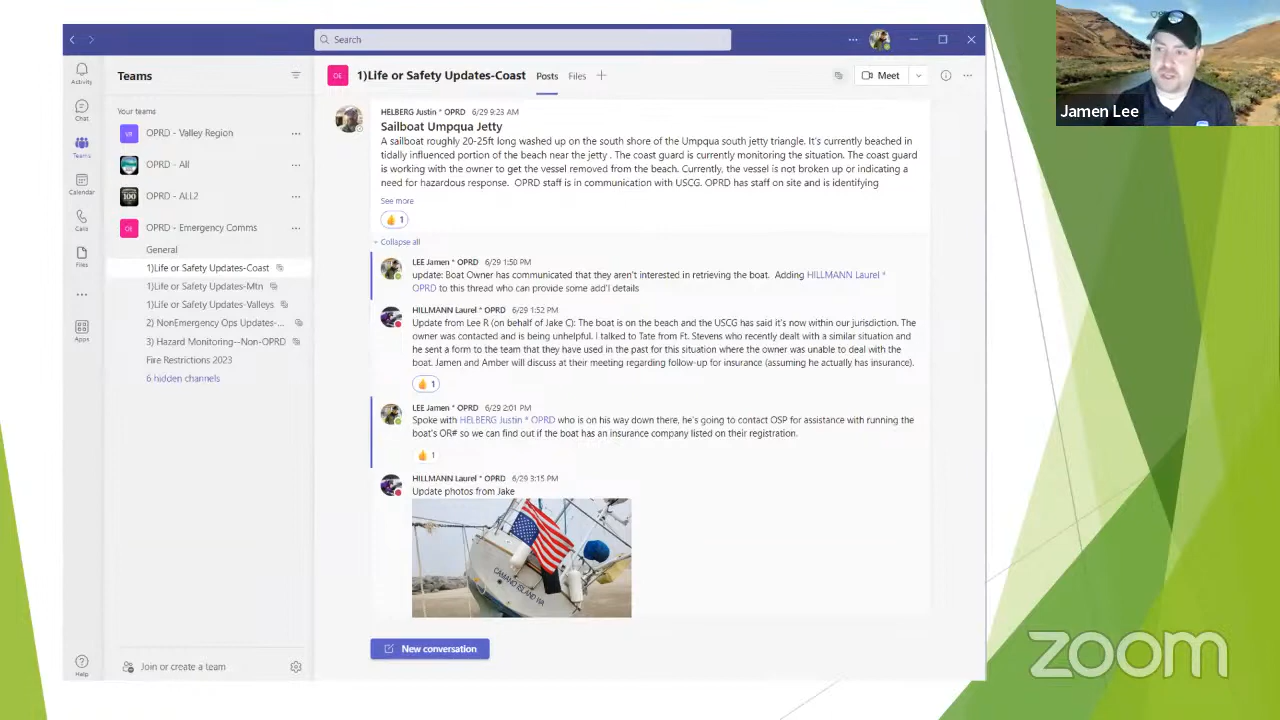 Search
Activity
Chat
Teams
Calendar
Calls
Files
Apps
Help
Teams
Your teams
VR
OPRD - Valley Region
OPRD - All
100
OPRD - ALL2
OE
OPRD - Emergency Comms
General
1)Life or Safety Updates-Coast
1)Life or Safety Updates-Mtn
1)Life or Safety Updates-Valleys
2) NonEmergency Ops Updates-...
3) Hazard Monitoring--Non-OPRD
Fire Restrictions 2023
6 hidden channels
Join or create a team
OE
1)Life or Safety Updates-Coast
Posts
Files
Meet
HELBERG Justin * OPRD 6/29 9:23 AM
Sailboat Umpqua Jetty
A sailboat roughly 20-25ft long washed up on the south shore of the Umpqua south jetty triangle. It's currently beached in
tidally influenced portion of the beach near the jetty . The coast guard is currently monitoring the situation. The coast guard
is working with the owner to get the vessel removed from the beach. Currently, the vessel is not broken up or indicating a
need for hazardous response. OPRD staff is in communication with USCG. OPRD has staff on site and is identifying
See more
1
Collapse all
LEE Jamen * OPRD 6/29 1:50 PM
update: Boat Owner has communicated that they aren't interested in retrieving the boat. Adding HILLMANN Laurel *
OPRD to this thread who can provide some add'l details
HILLMANN Laurel * OPRD 6/29 1:52 PM
Update from Lee R (on behalf of Jake C): The boat is on the beach and the USCG has said it's now within our jurisdiction. The
owner was contacted and is being unhelpful. I talked to Tate from Ft. Stevens who recently dealt with a similar situation and
he sent a form to the team that they have used in the past for this situation where the owner was unable to deal with the
boat. Jamen and Amber will discuss at their meeting regarding follow-up for insurance (assuming he actually has insurance).
1
LEE Jamen * OPRD 6/29 2:01 PM
Spoke with HELBERG Justin * OPRD who is on his way down there, he's going to contact OSP for assistance with running the
boat's OR# so we can find out if the boat has an insurance company listed on their registration.
1
HILLMANN Laurel * OPRD 6/29 3:15 PM
Update photos from Jake
CAMANO ISLAND WA
New conversation
Jamen Lee
zoom